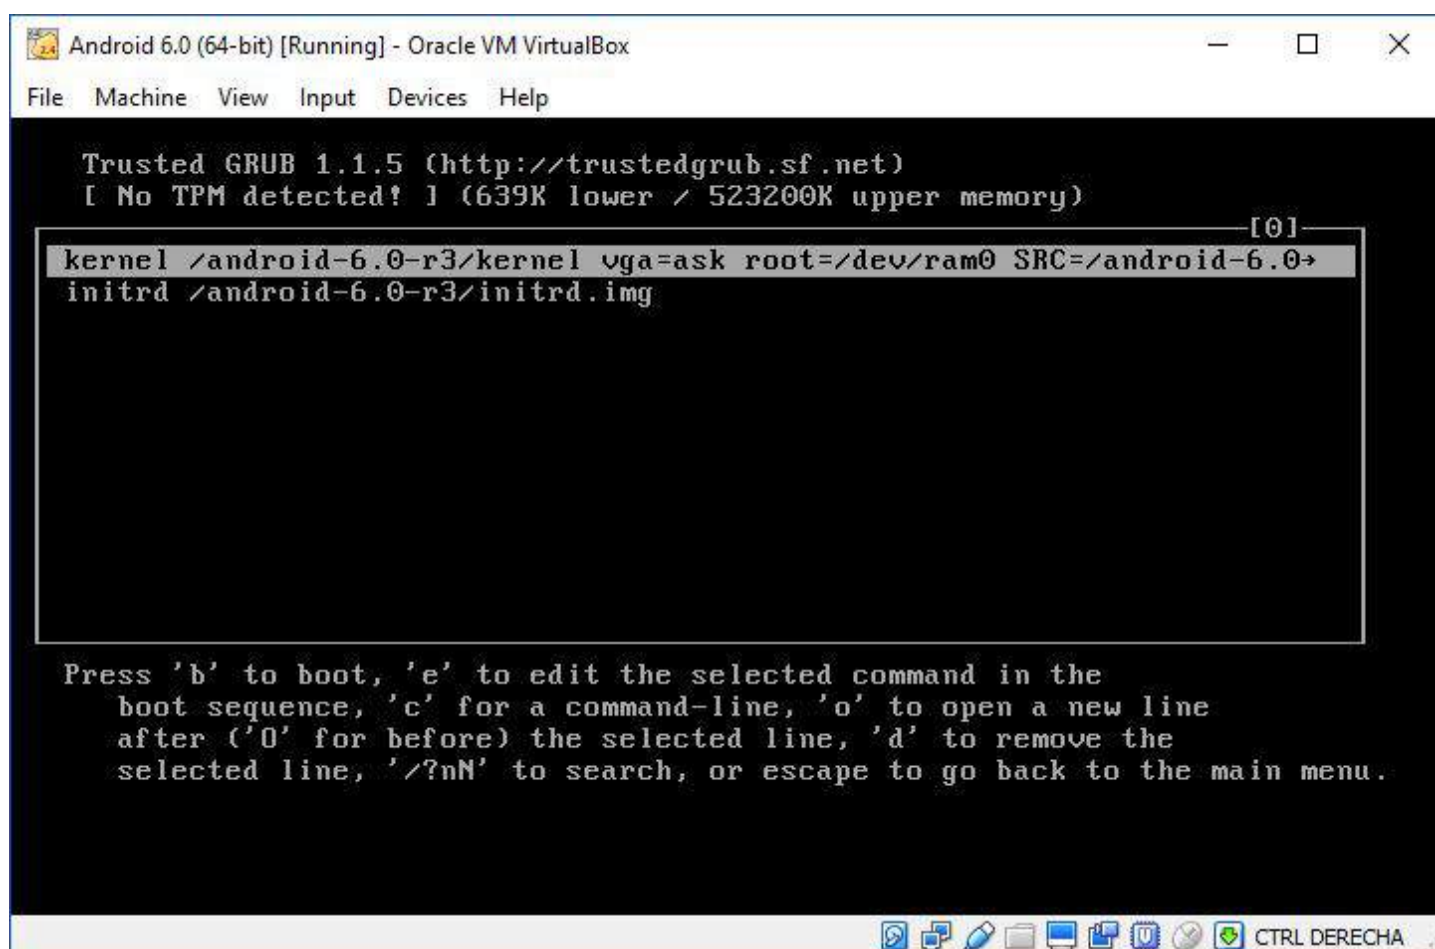 Android 6.0 (64-bit) [Running] - Oracle VM VirtualBox
File Machine View Input Devices Help
Trusted GRUB 1.1.5 (http://trustedgrub.sf.net)
[ No TPM detected! ] (639K lower / 523200K upper memory)
[0]
kernel /android-6.0-r3/kernel vga=ask root=/dev/ram0 SRC=/android-6.0→
initrd /android-6.0-r3/initrd.img
Press 'b' to boot, 'e' to edit the selected command in the
boot sequence, 'c' for a command-line, 'o' to open a new line
after ('O' for before) the selected line, 'd' to remove the
selected line, '/?nN' to search, or escape to go back to the main menu.
CTRL DERECHA